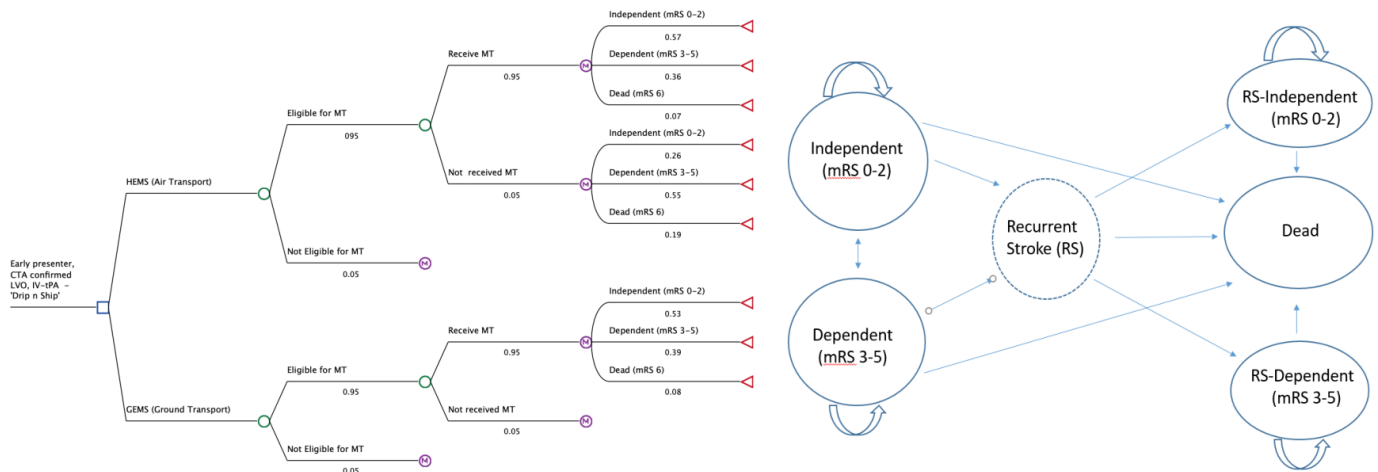 Early presenter,
CTA confirmed
LVO, IV-tPA -
'Drip n Ship'
HEMS (Air Transport)
Eligible for MT
095
Receive MT
0.95
Independent (mRS 0-2)
0.57
Dependent (mRS 3-5)
0.36
Dead (mRS 6)
0.07
Not received MT
0.05
Independent (mRS 0-2)
0.26
Dependent (mRS 3-5)
0.55
Dead (mRS 6)
0.19
Not Eligible for MT
0.05
GEMS (Ground Transport)
Eligible for MT
0.95
Receive MT
0.95
Independent (mRS 0-2)
0.53
Dependent (mRS 3-5)
0.39
Dead (mRS 6)
0.08
Not received MT
0.05
Not Eligible for MT
0.05
M
M
M
M
M
M
Independent
(mRS 0-2)
Dependent
(mRS 3-5)
Recurrent
Stroke (RS)
RS-Independent
(mRS 0-2)
Dead
RS-Dependent
(mRS 3-5)